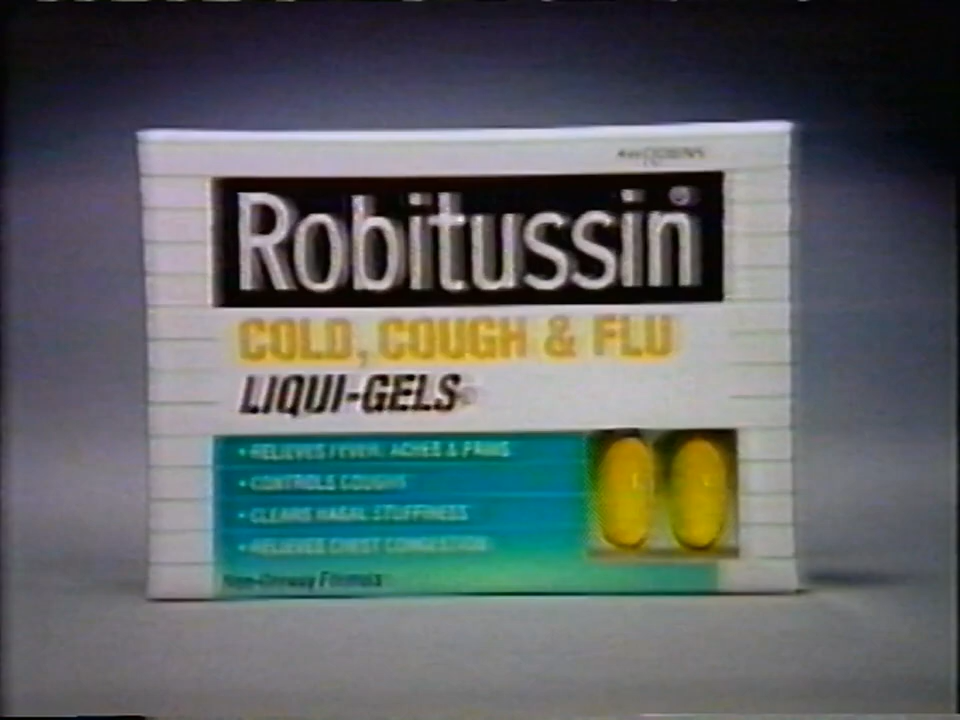 Robitussin®
COLD, COUGH & FLU
LIQUI-GELS®
• RELIEVES FEVER, ACHES & PAINS
• CONTROLS COUGHS
• CLEARS NASAL STUFFINESS
• RELIEVES CHEST CONGESTION
Non-Drowsy Formula